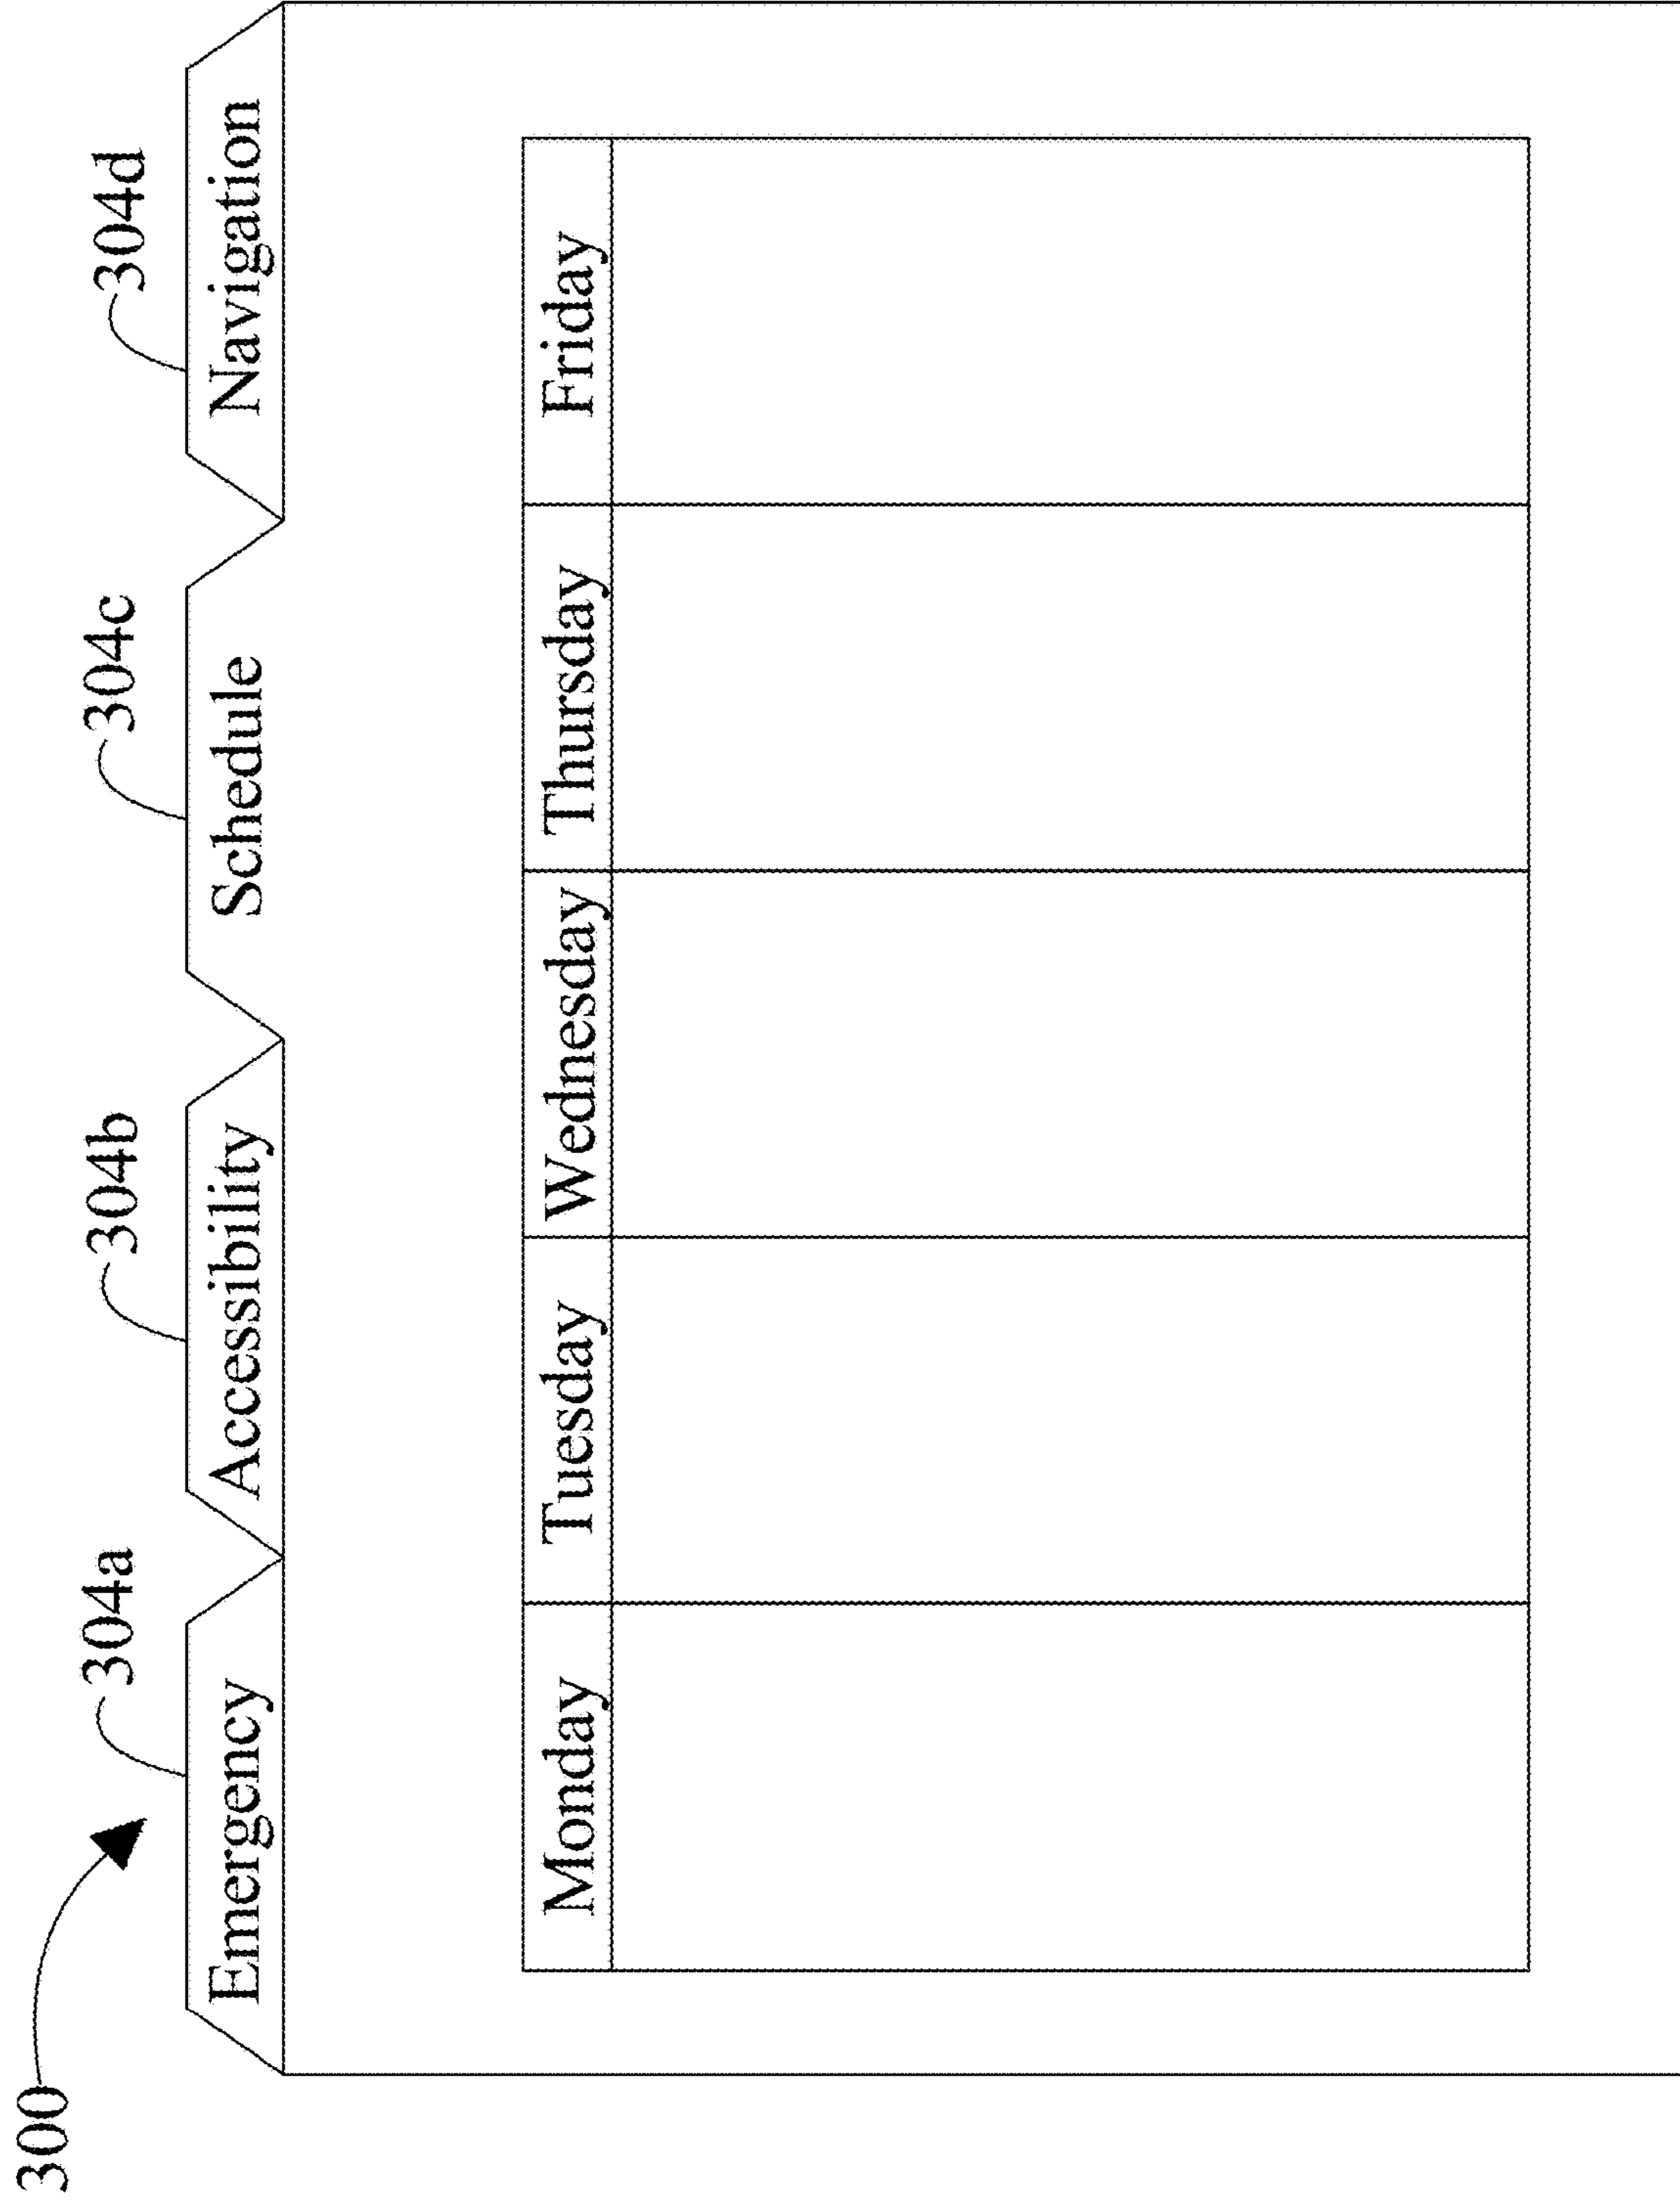 300
304a 304b 304c 304d
Emergency Accessibility Schedule Navigation
Monday Tuesday Wednesday Thursday Friday